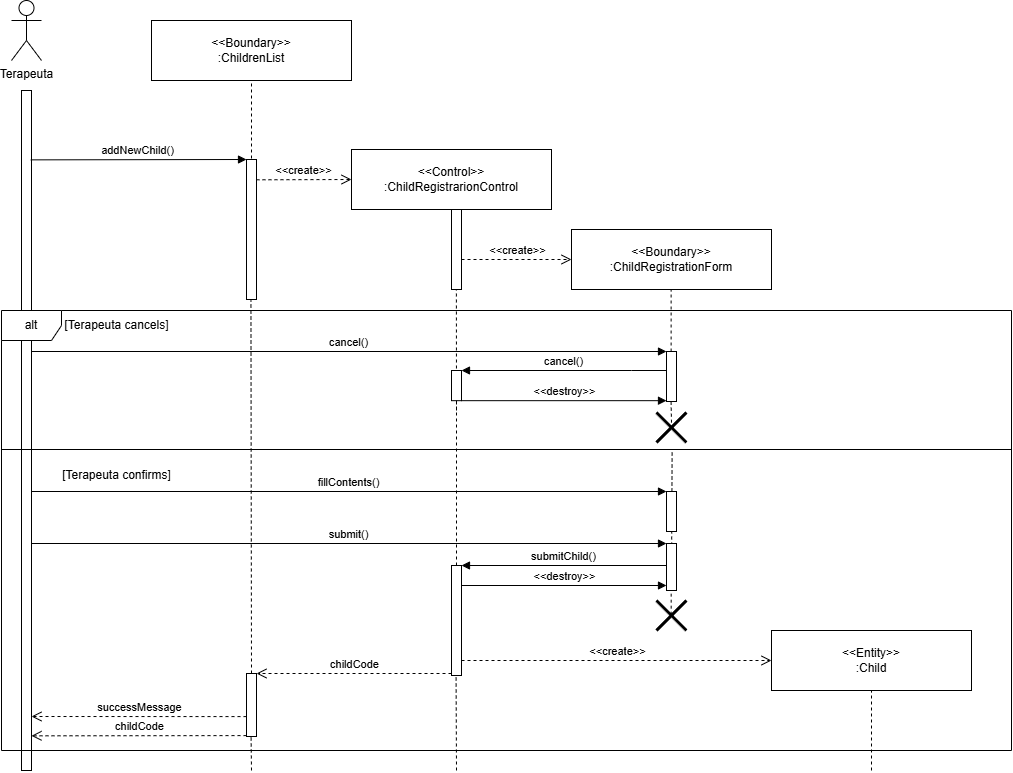 <<Boundary>>
:ChildrenList
Terapeuta
addNewChild()
<<create>>
<<Control>>
:ChildRegistrarionControl
<<create>>
<<Boundary>>
:ChildRegistrationForm
alt
[Terapeuta cancels]
cancel()
cancel()
<<destroy>>
[Terapeuta confirms]
fillContents()
submit()
submitChild()
<<destroy>>
<<create>>
<<Entity>>
:Child
childCode
successMessage
childCode